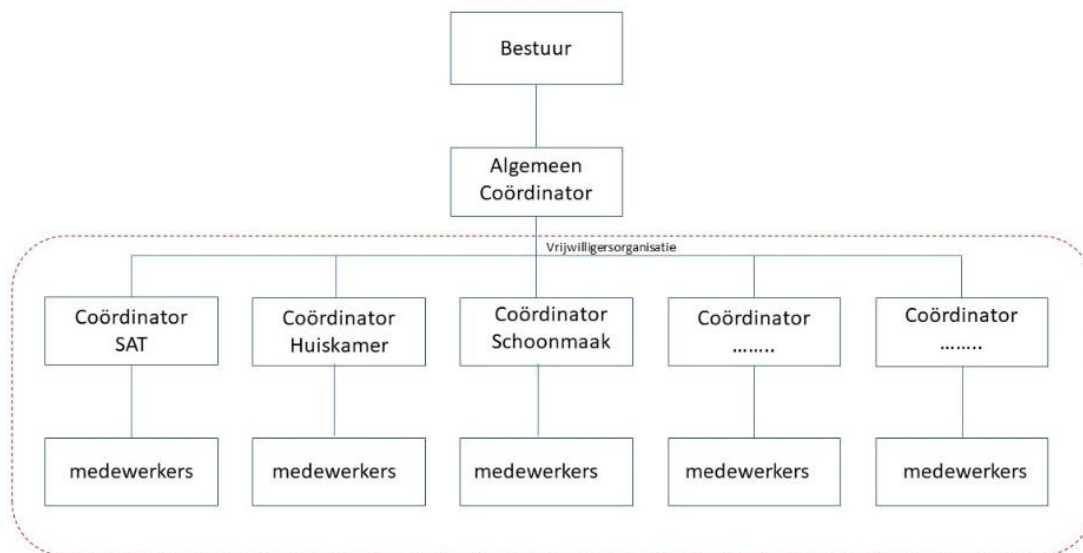 Bestuur
Algemeen
Coördinator
Vrijwilligersorganisatie
Coördinator
SAT
Coördinator
Huiskamer
Coördinator
Schoonmaak
Coördinator
……..
Coördinator
……..
medewerkers
medewerkers
medewerkers
medewerkers
medewerkers